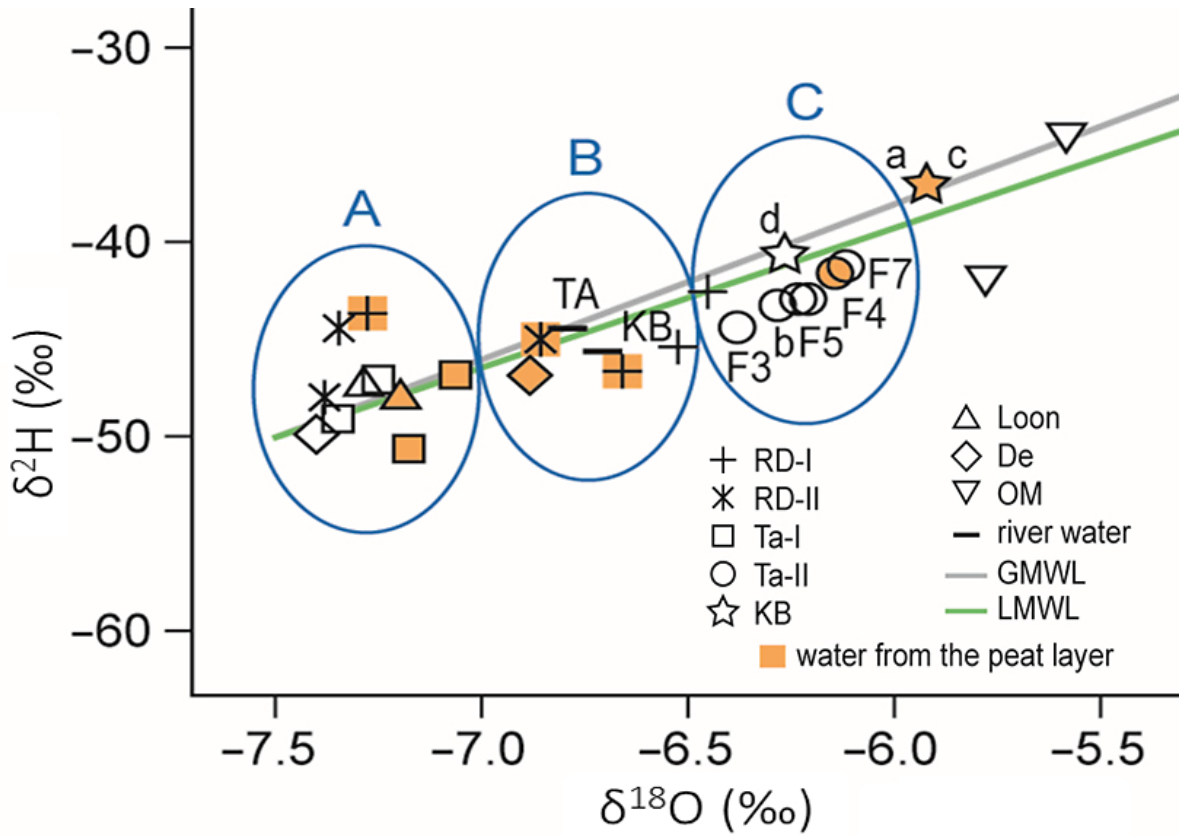 −30
−40
−50
−60
δ²H (‰)
A
B
C
a c
d
TA
KB
F7
F4
F3
b F5
RD-I
RD-II
Ta-I
Ta-II
KB
Loon
De
OM
river water
GMWL
LMWL
water from the peat layer
−7.5 −7.0 −6.5 −6.0 −5.5
δ¹⁸O (‰)